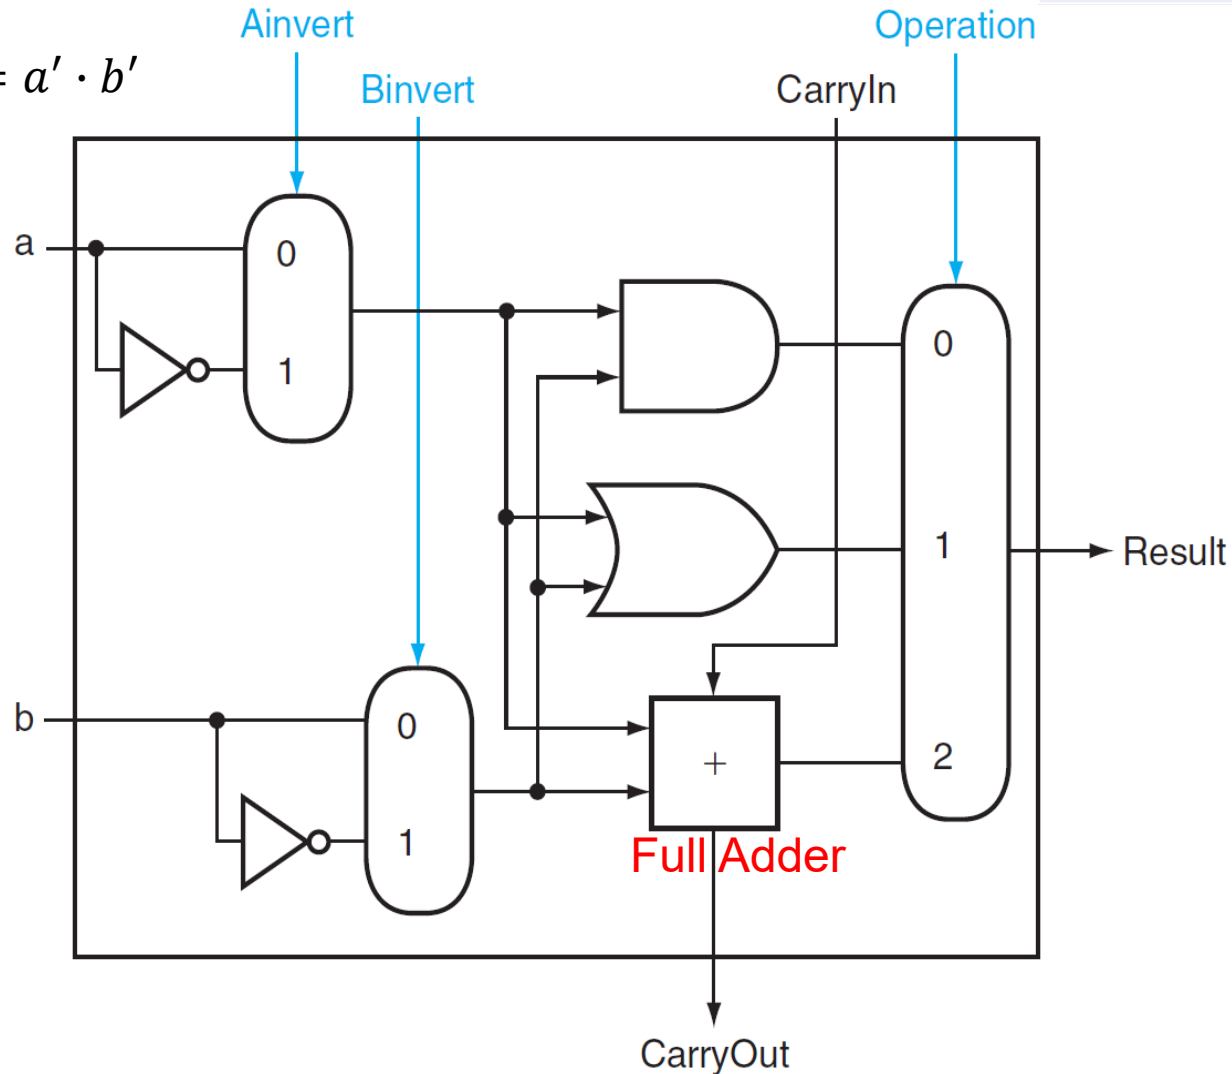 Ainvert
Operation
= a′ · b′
Binvert
CarryIn
a
0
1
0
1
Result
b
0
1
2
+
Full Adder
CarryOut